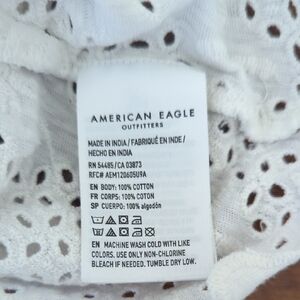 AMERICAN EAGLE
OUTFITTERS
MADE IN INDIA / FABRIQUÉ EN INDE /
HECHO EN INDIA
RN 54485 / CA 03873
RFC# AEM120605U9A
EN BODY: 100% COTTON
FR CORPS: 100% COTON
SP CUERPO: 100% algodón
EN MACHINE WASH COLD WITH LIKE
COLORS. USE ONLY NON-CHLORINE
BLEACH IF NEEDED. TUMBLE DRY LOW.